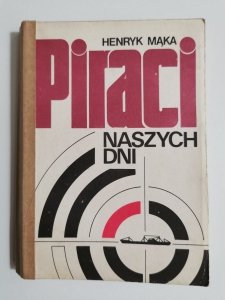 HENRYK MĄKA
Piraci
NASZYCH
DNI